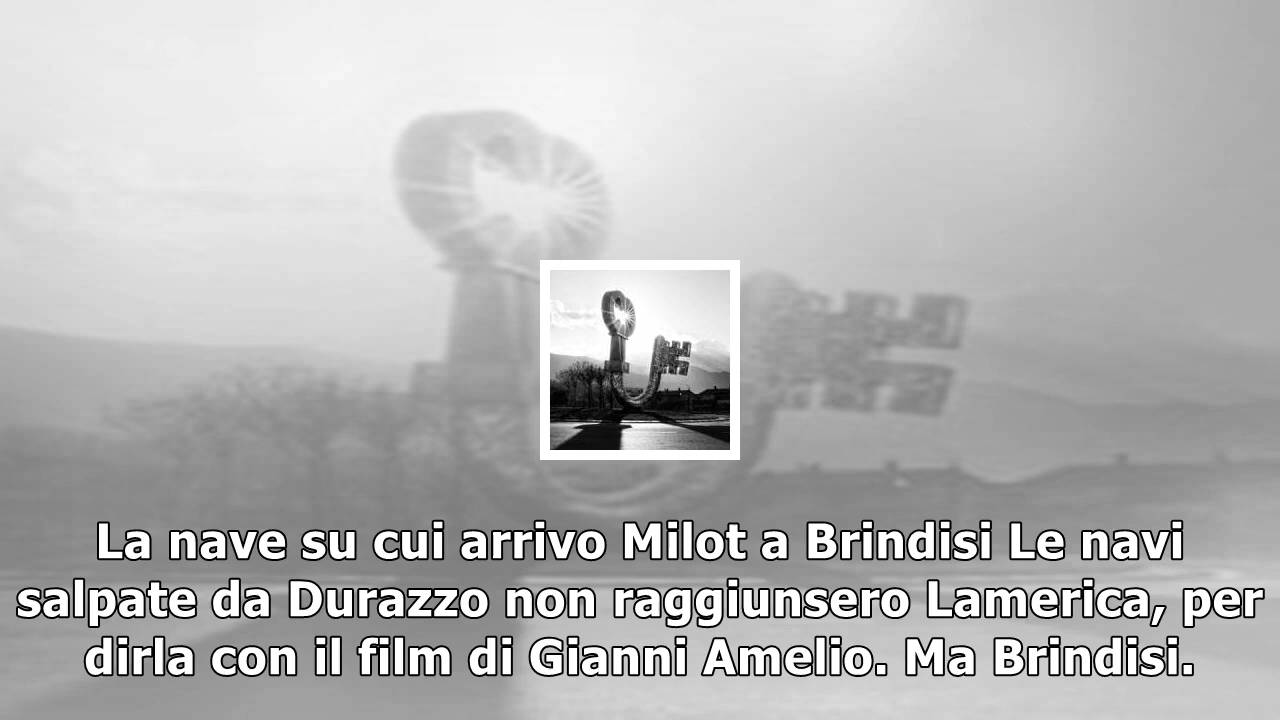 La nave su cui arrivo Milot a Brindisi Le navi
salpate da Durazzo non raggiunsero Lamerica, per
dirla con il film di Gianni Amelio. Ma Brindisi.